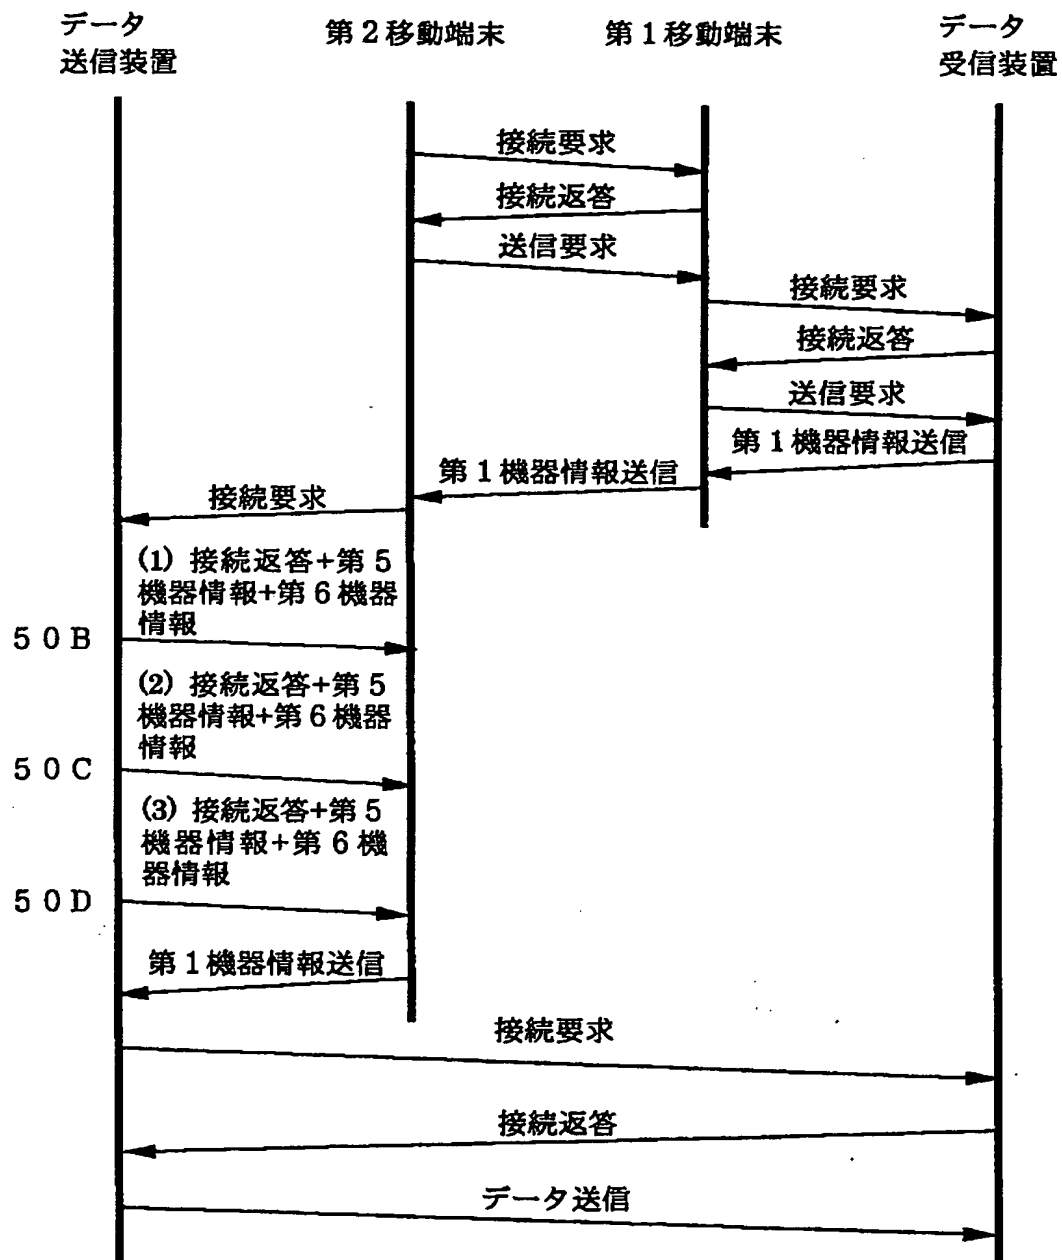 データ
送信装置
第2移動端末
第1移動端末
データ
受信装置
接続要求
接続返答
送信要求
接続要求
接続返答
送信要求
第1機器情報送信
第1機器情報送信
接続要求
(1) 接続返答+第5
機器情報+第6機器
情報
50B
(2) 接続返答+第5
機器情報+第6機器
情報
50C
(3) 接続返答+第5
機器情報+第6機
器情報
50D
第1機器情報送信
接続要求
接続返答
データ送信